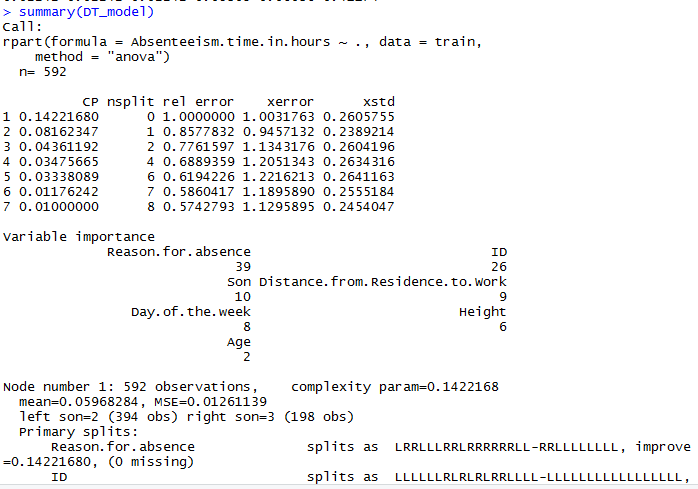 > summary(DT_model)
Call:
rpart(formula = Absenteeism.time.in.hours ~ ., data = train,
    method = "anova")
  n= 592

          CP nsplit rel error    xerror      xstd
1 0.14221680      0 1.0000000 1.0031763 0.2605755
2 0.08162347      1 0.8577832 0.9457132 0.2389214
3 0.04361192      2 0.7761597 1.1343176 0.2604196
4 0.03475665      4 0.6889359 1.2051343 0.2634316
5 0.03338089      6 0.6194226 1.2216213 0.2641163
6 0.01176242      7 0.5860417 1.1895890 0.2555184
7 0.01000000      8 0.5742793 1.1295895 0.2454047

Variable importance
             Reason.for.absence                              ID
                             39                              26
                            Son Distance.from.Residence.to.Work
                             10                               9
                Day.of.the.week                          Height
                              8                               6
                            Age
                              2

Node number 1: 592 observations,    complexity param=0.1422168
  mean=0.05968284, MSE=0.01261139
  left son=2 (394 obs) right son=3 (198 obs)
  Primary splits:
      Reason.for.absence              splits as  LRRLLLRRLRRRRRRLL-RRLLLLLLLL, improve
=0.14221680, (0 missing)
      ID                              splits as  LLLLLLRLRLRLRRLLLL-LLLLLLLLLLLLLLLLL,